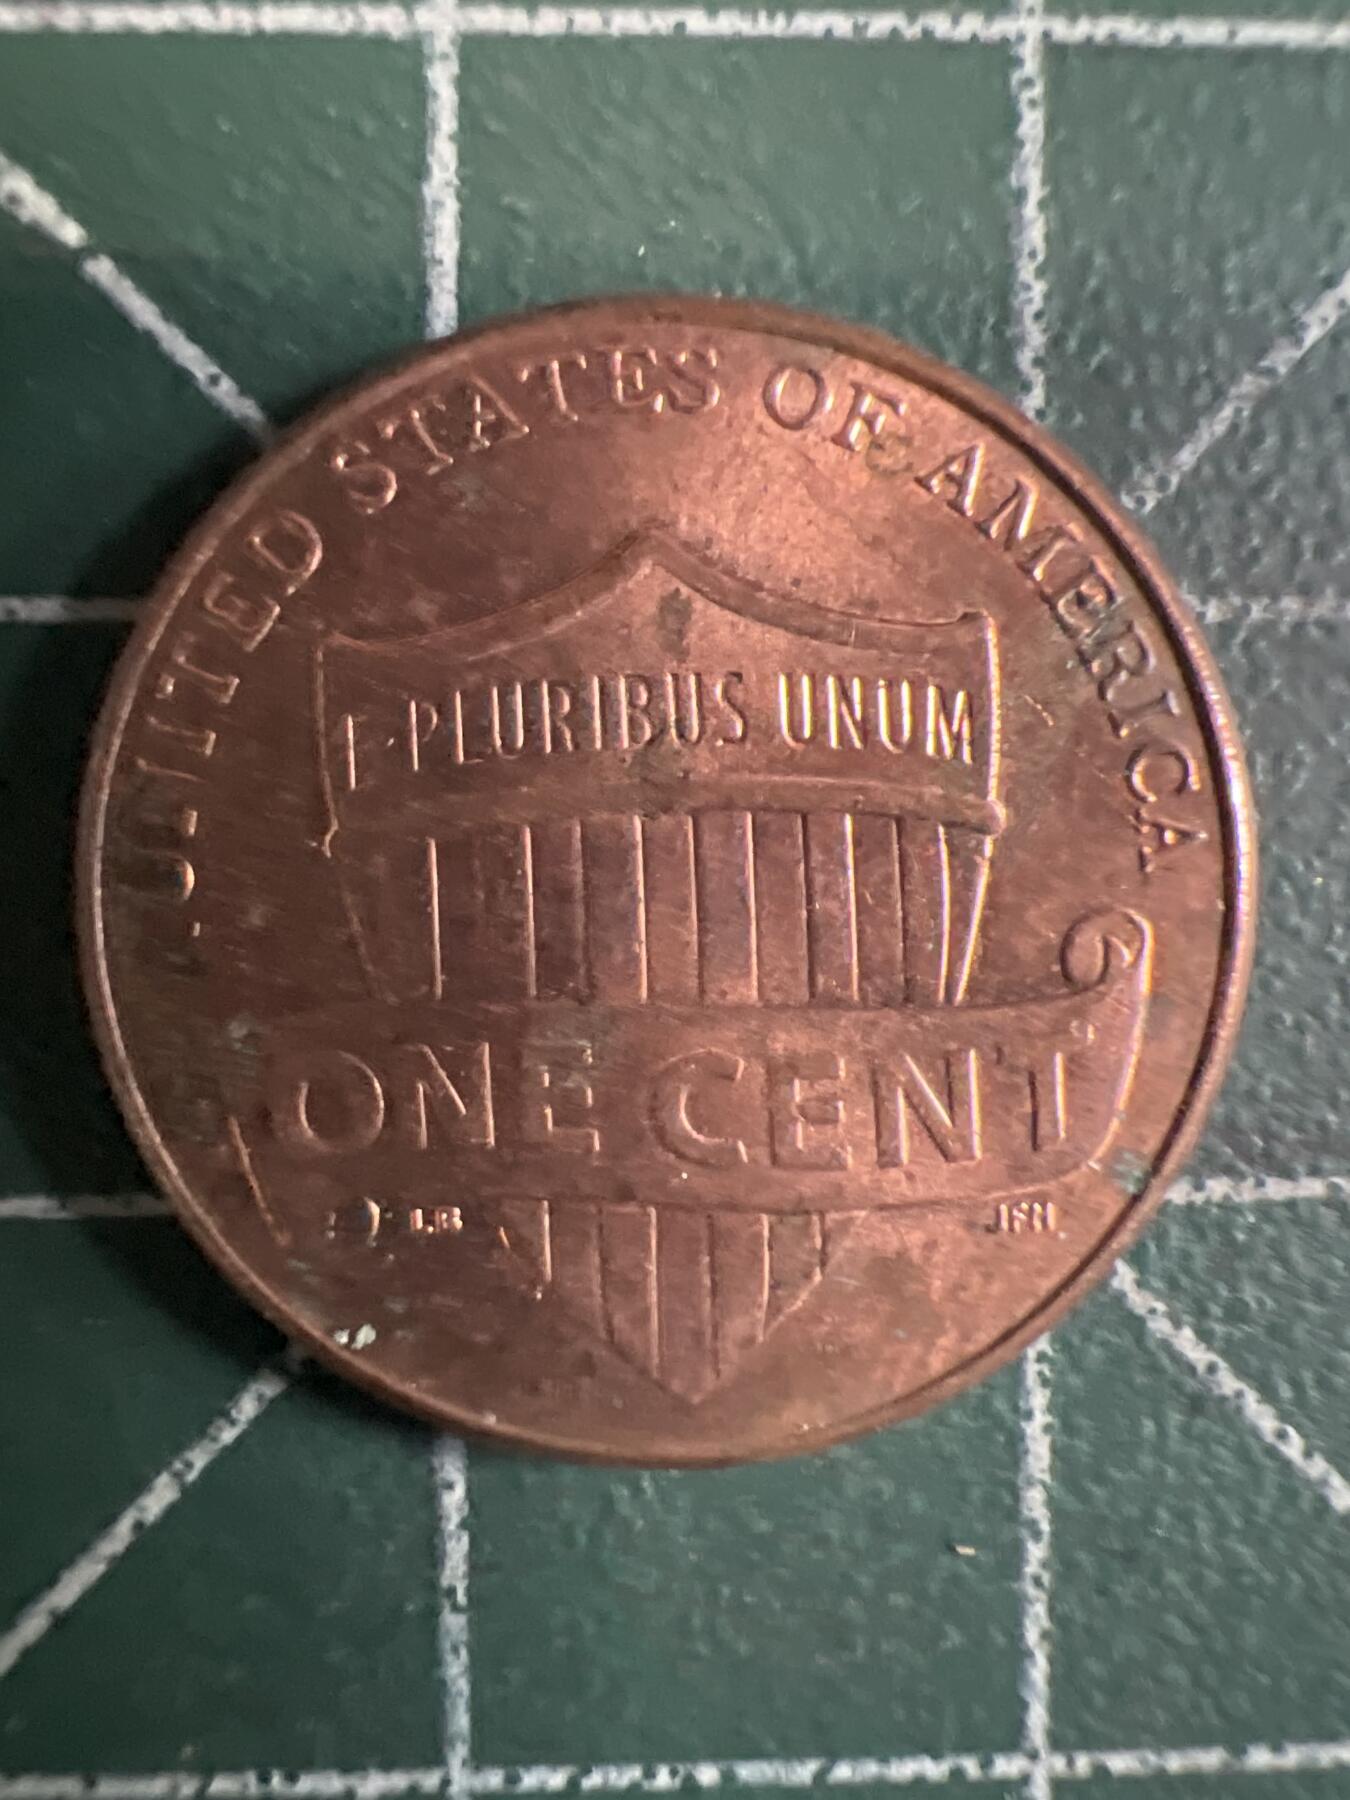 UNITED STATES OF AMERICA
E PLURIBUS UNUM
ONE CENT
LB
JFM